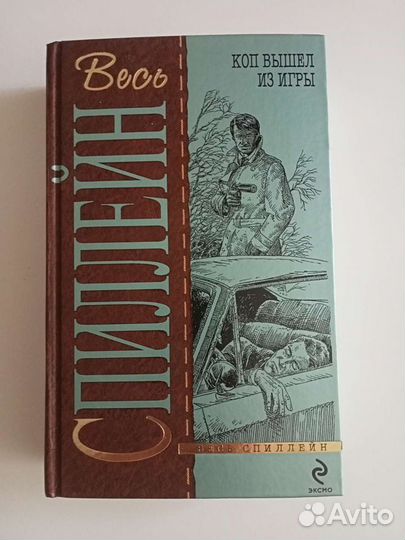 Весь
СПИЛЛЕЙН
КОП ВЫШЕЛ
ИЗ ИГРЫ
ВЕСЬ СПИЛЛЕЙН
ЭКСМО
Avito